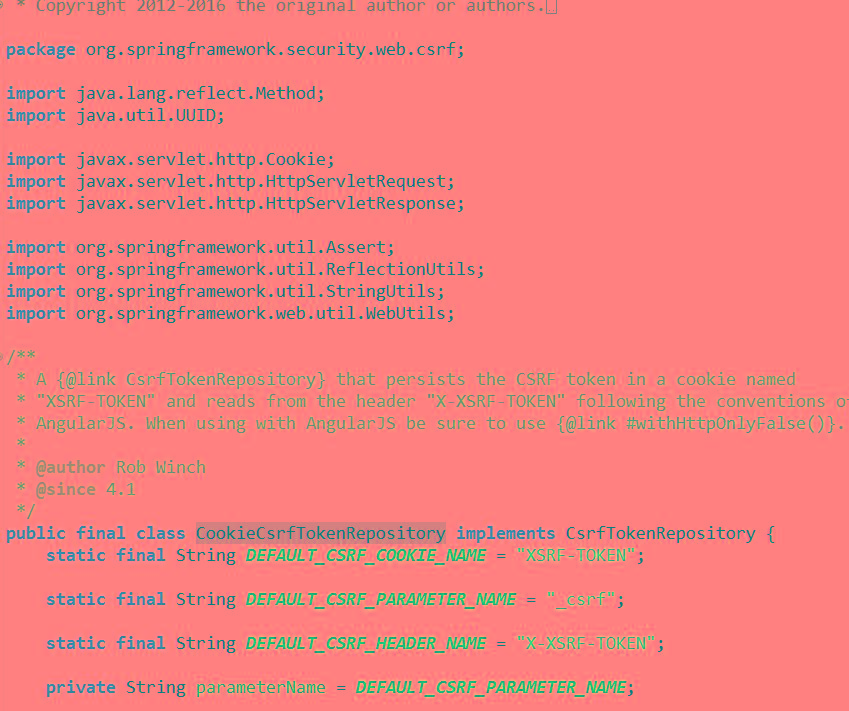 * Copyright 2012-2016 the original author or authors.
package org.springframework.security.web.csrf;
import java.lang.reflect.Method;
import java.util.UUID;
import javax.servlet.http.Cookie;
import javax.servlet.http.HttpServletRequest;
import javax.servlet.http.HttpServletResponse;
import org.springframework.util.Assert;
import org.springframework.util.ReflectionUtils;
import org.springframework.util.StringUtils;
import org.springframework.web.util.WebUtils;
/**
* A {@link CsrfTokenRepository} that persists the CSRF token in a cookie named
* "XSRF-TOKEN" and reads from the header "X-XSRF-TOKEN" following the conventions of
* AngularJS. When using with AngularJS be sure to use {@link #withHttpOnlyFalse()}.
*
* @author Rob Winch
* @since 4.1
*/
public final class CookieCsrfTokenRepository implements CsrfTokenRepository {
static final String DEFAULT_CSRF_COOKIE_NAME = "XSRF-TOKEN";
static final String DEFAULT_CSRF_PARAMETER_NAME = "_csrf";
static final String DEFAULT_CSRF_HEADER_NAME = "X-XSRF-TOKEN";
private String parameterName = DEFAULT_CSRF_PARAMETER_NAME;